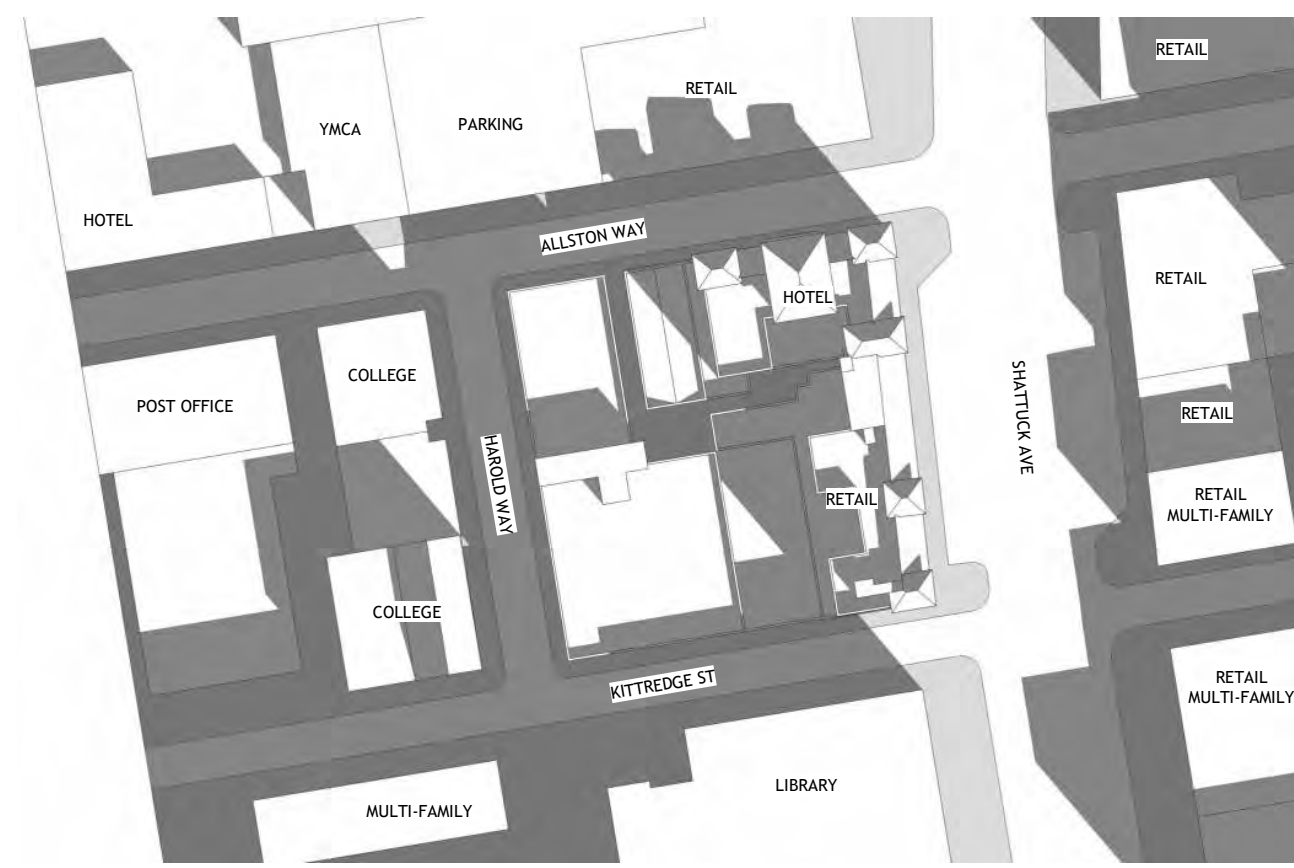 RETAIL
RETAIL
YMCA
PARKING
HOTEL
ALLSTON WAY
HOTEL
RETAIL
COLLEGE
POST OFFICE
SHATTUCK AVE
RETAIL
HAROLD WAY
RETAIL
RETAIL
MULTI-FAMILY
COLLEGE
KITTREDGE ST
RETAIL
MULTI-FAMILY
LIBRARY
MULTI-FAMILY